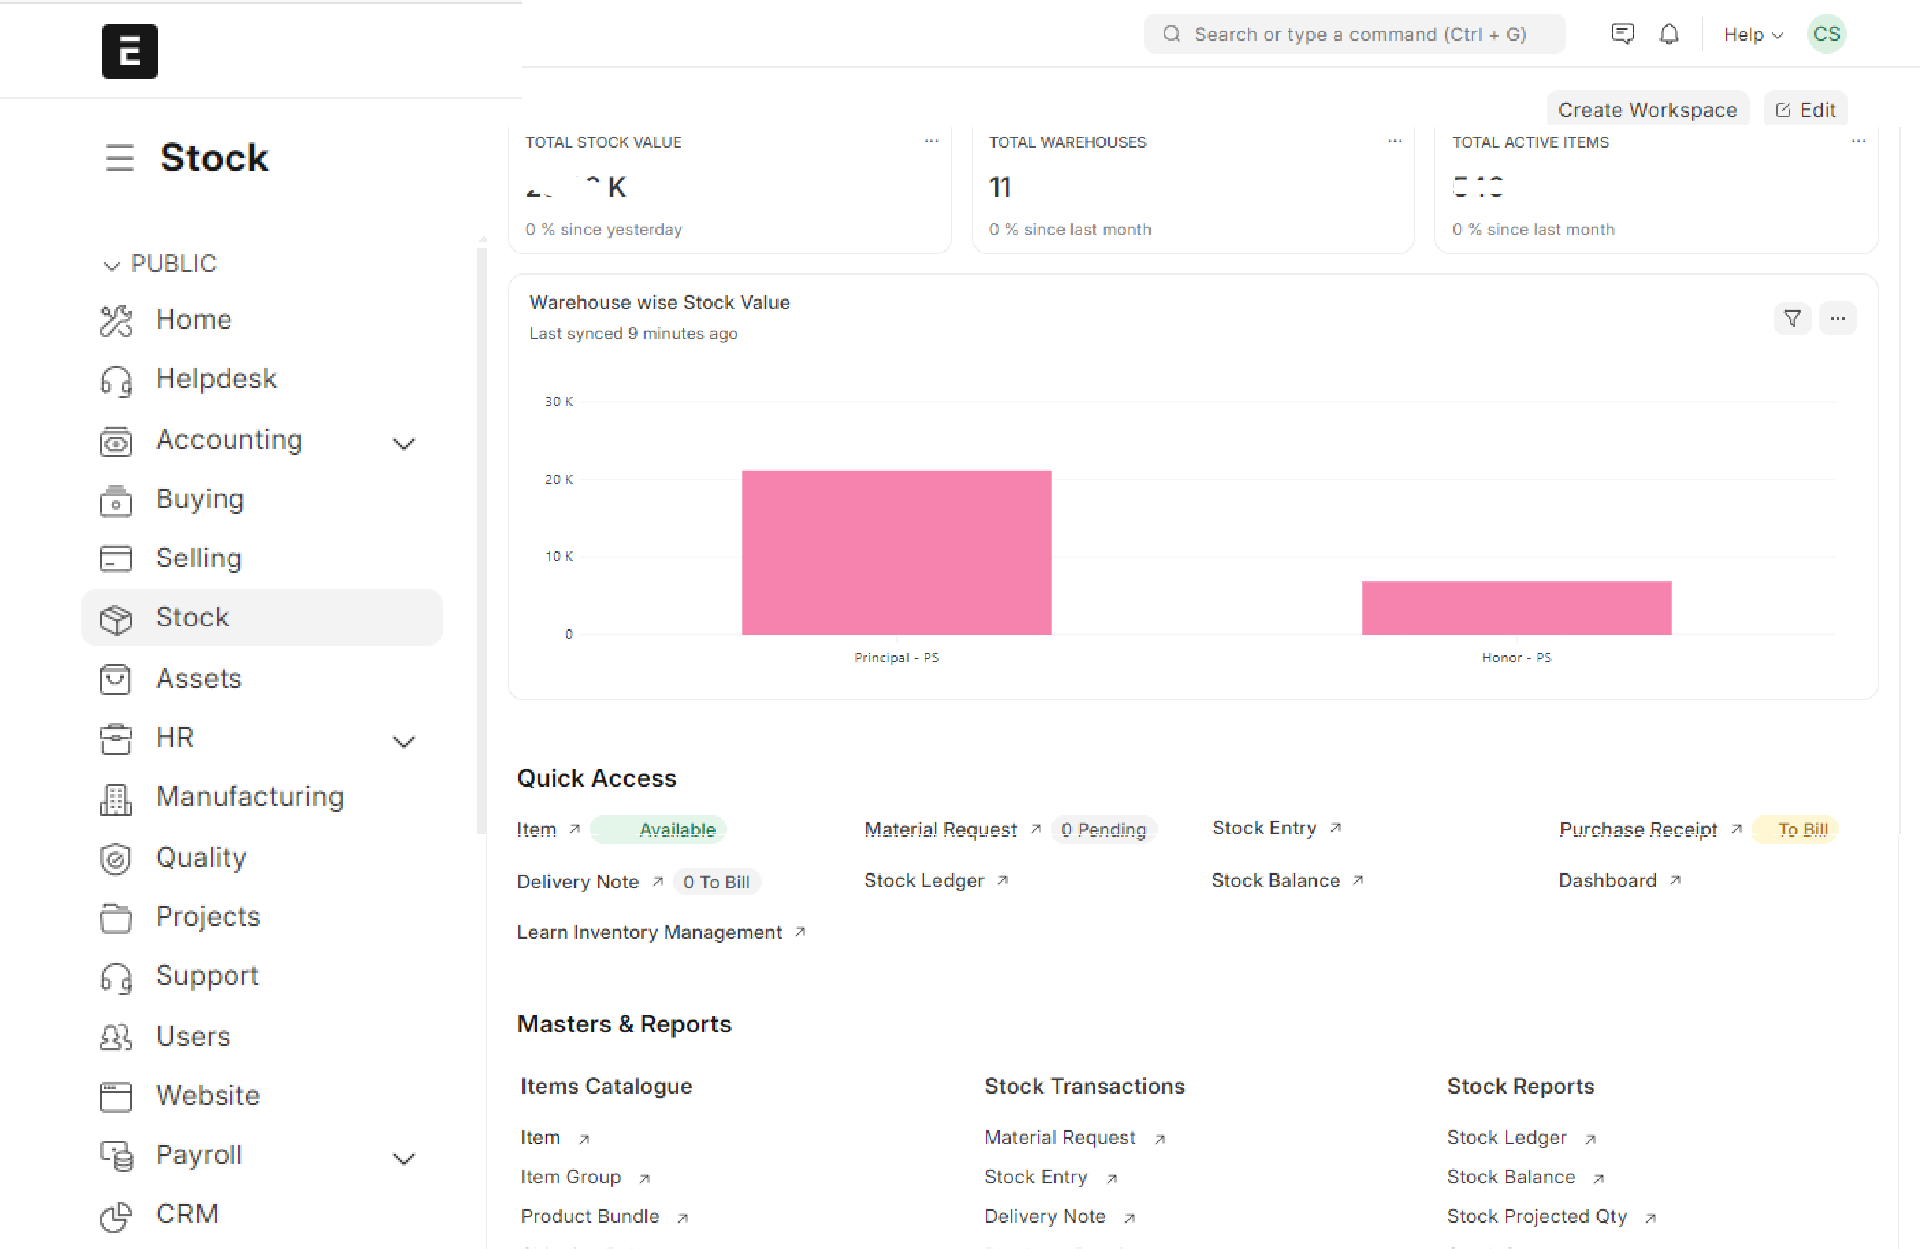 Search or type a command (Ctrl + G)
Help
CS
Create Workspace
Edit
Stock
PUBLIC
Home
Helpdesk
Accounting
Buying
Selling
Stock
Assets
HR
Manufacturing
Quality
Projects
Support
Users
Website
Payroll
CRM
TOTAL STOCK VALUE
K
0 % since yesterday
TOTAL WAREHOUSES
11
0 % since last month
TOTAL ACTIVE ITEMS
0 % since last month
Warehouse wise Stock Value
Last synced 9 minutes ago
30 K
20 K
10 K
0
Principal - PS
Honor - PS
Quick Access
Item
Available
Material Request
0 Pending
Stock Entry
Purchase Receipt
To Bill
Delivery Note
0 To Bill
Stock Ledger
Stock Balance
Dashboard
Learn Inventory Management
Masters & Reports
Items Catalogue
Item
Item Group
Product Bundle
Stock Transactions
Material Request
Stock Entry
Delivery Note
Stock Reports
Stock Ledger
Stock Balance
Stock Projected Qty